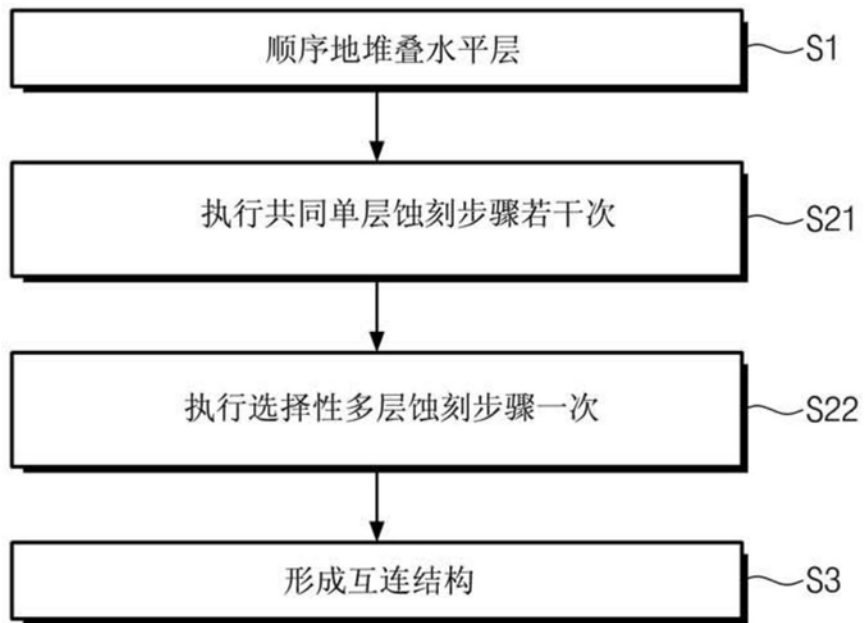 顺序地堆叠水平层
S1
执行共同单层蚀刻步骤若干次
S21
执行选择性多层蚀刻步骤一次
S22
形成互连结构
S3